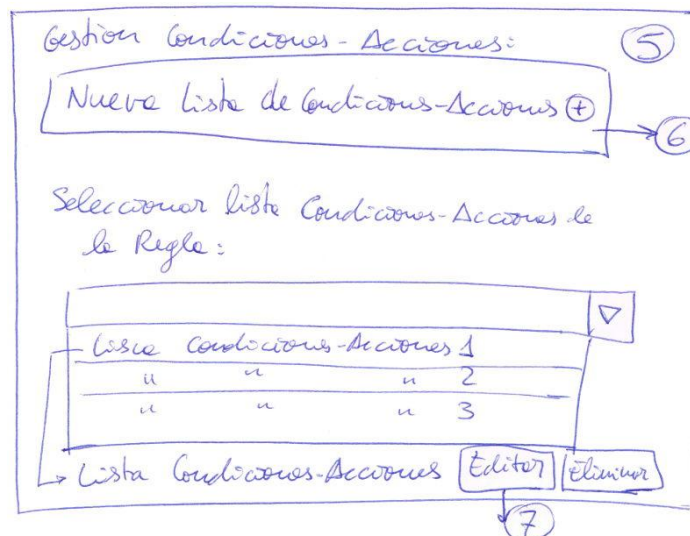 Gestion Condiciones-Acciones:
5
Nueva Lista de Condiciones-Acciones +
6
Seleccionar lista Condiciones-Acciones de
la Regla:
Lista Condiciones-Acciones 1
" " " 2
" " " 3
Lista Condiciones-Acciones Editar Eliminar
7